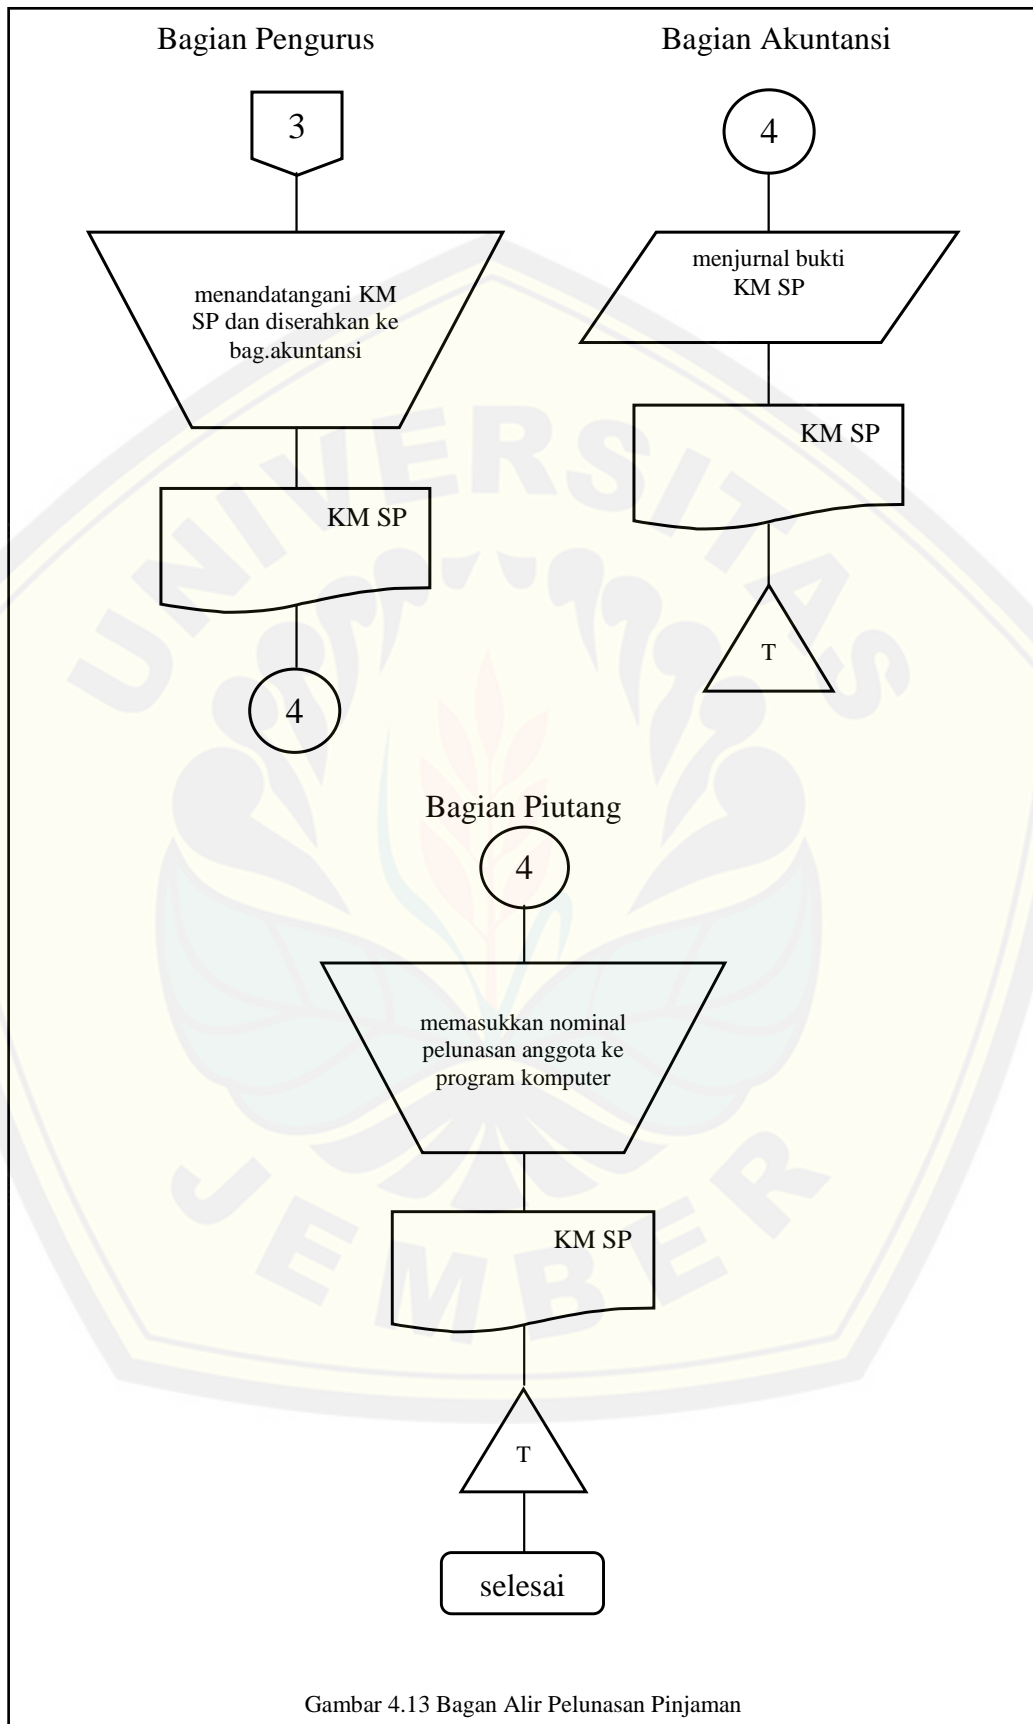 Bagian Pengurus
3
menandatangani KM
SP dan diserahkan ke
bag.akuntansi
KM SP
4
Bagian Akuntansi
4
menjurnal bukti
KM SP
KM SP
T
Bagian Piutang
4
memasukkan nominal
pelunasan anggota ke
program komputer
KM SP
T
selesai
Gambar 4.13 Bagan Alir Pelunasan Pinjaman
UNIVERSITAS
JEMBER